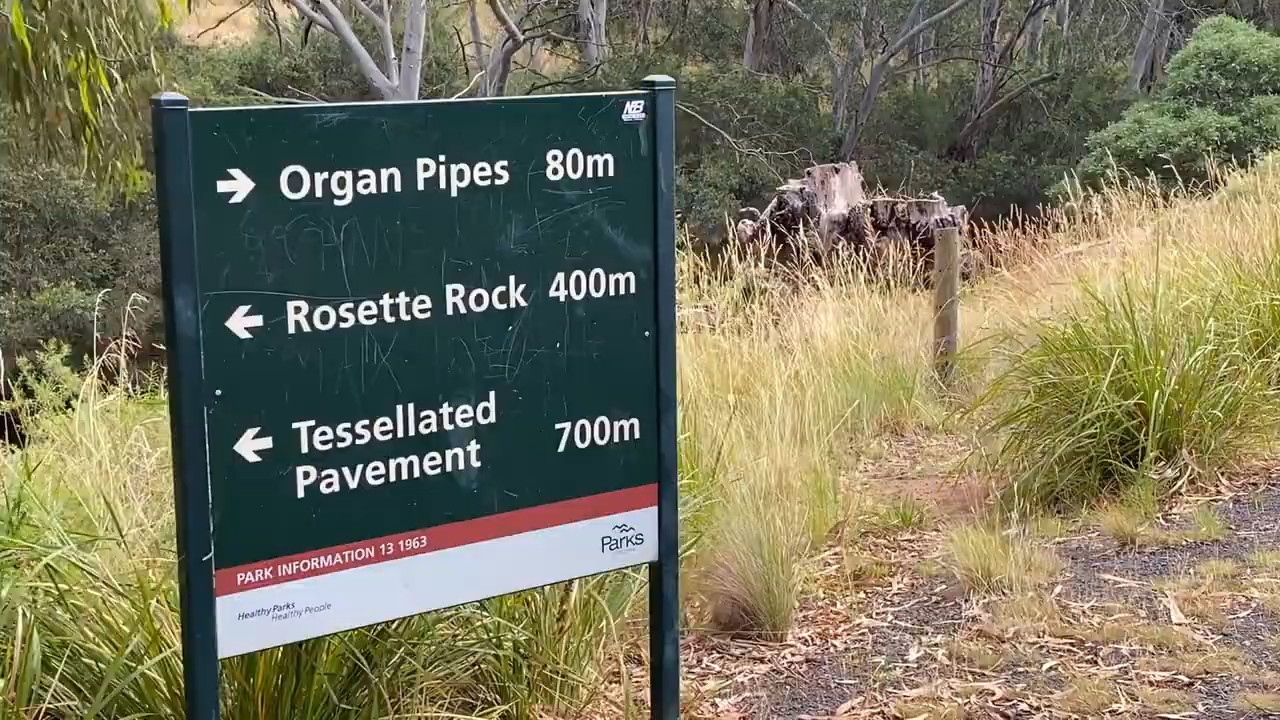 Organ Pipes 80m
Rosette Rock 400m
Tessellated
Pavement 700m
PARK INFORMATION 13 1963
Parks
Healthy Parks
Healthy People